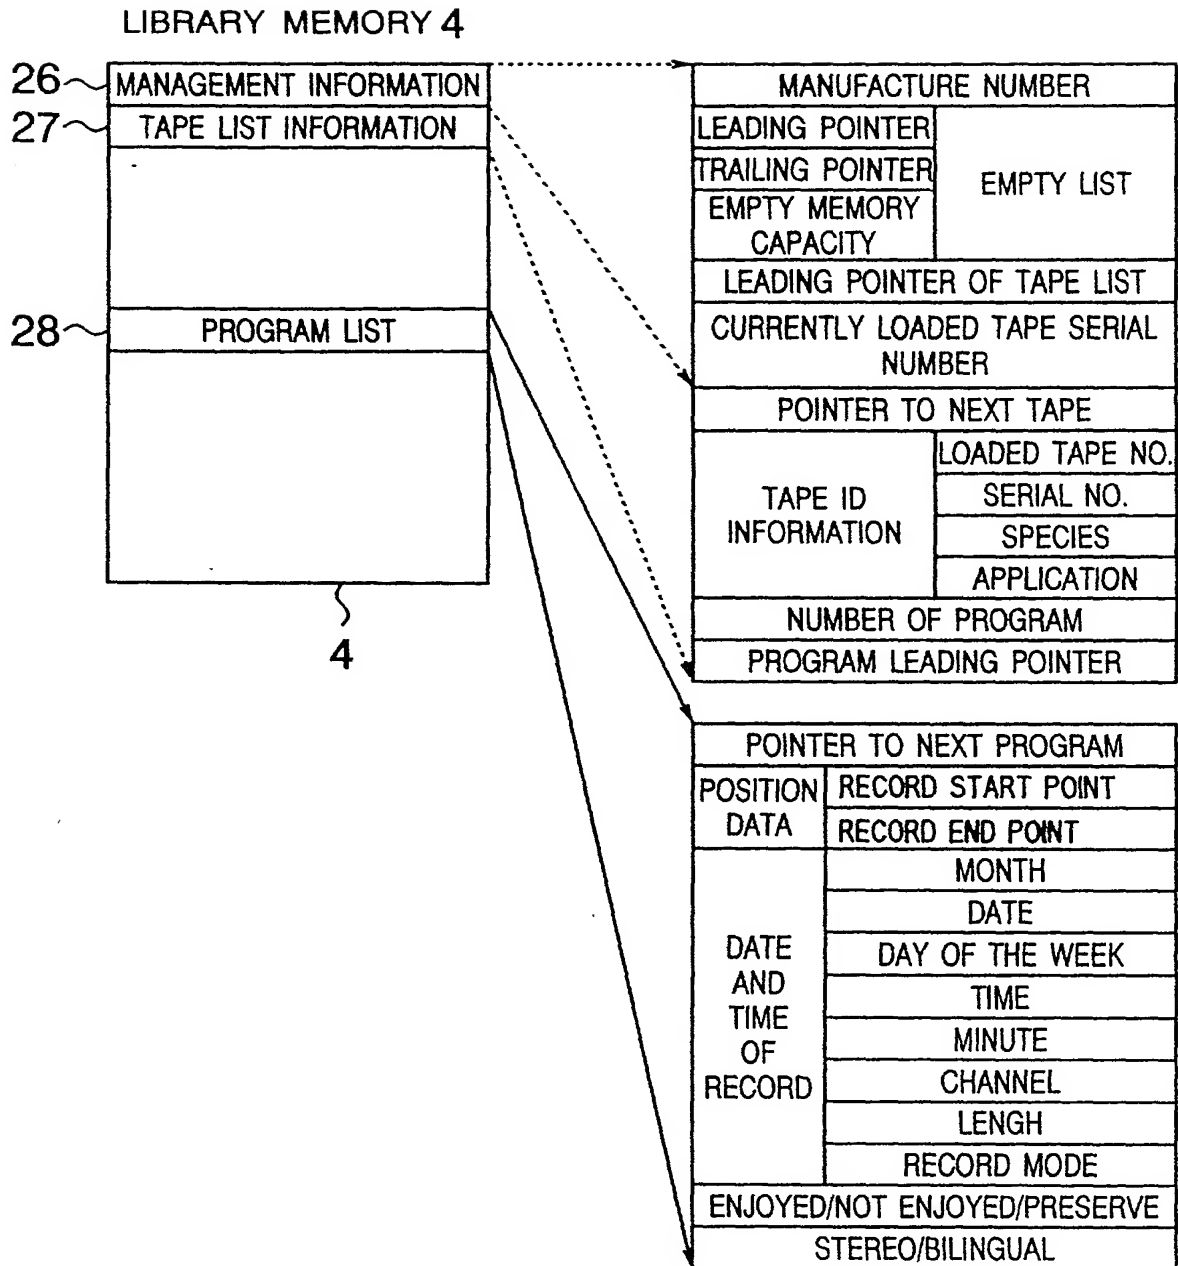 LIBRARY MEMORY 4
26
MANAGEMENT INFORMATION
27
TAPE LIST INFORMATION
28
PROGRAM LIST
4
MANUFACTURE NUMBER
LEADING POINTER
TRAILING POINTER
EMPTY MEMORY
CAPACITY
EMPTY LIST
LEADING POINTER OF TAPE LIST
CURRENTLY LOADED TAPE SERIAL
NUMBER
POINTER TO NEXT TAPE
TAPE ID
INFORMATION
LOADED TAPE NO.
SERIAL NO.
SPECIES
APPLICATION
NUMBER OF PROGRAM
PROGRAM LEADING POINTER
POINTER TO NEXT PROGRAM
POSITION
DATA
RECORD START POINT
RECORD END POINT
DATE
AND
TIME
OF
RECORD
MONTH
DATE
DAY OF THE WEEK
TIME
MINUTE
CHANNEL
LENGH
RECORD MODE
ENJOYED/NOT ENJOYED/PRESERVE
STEREO/BILINGUAL